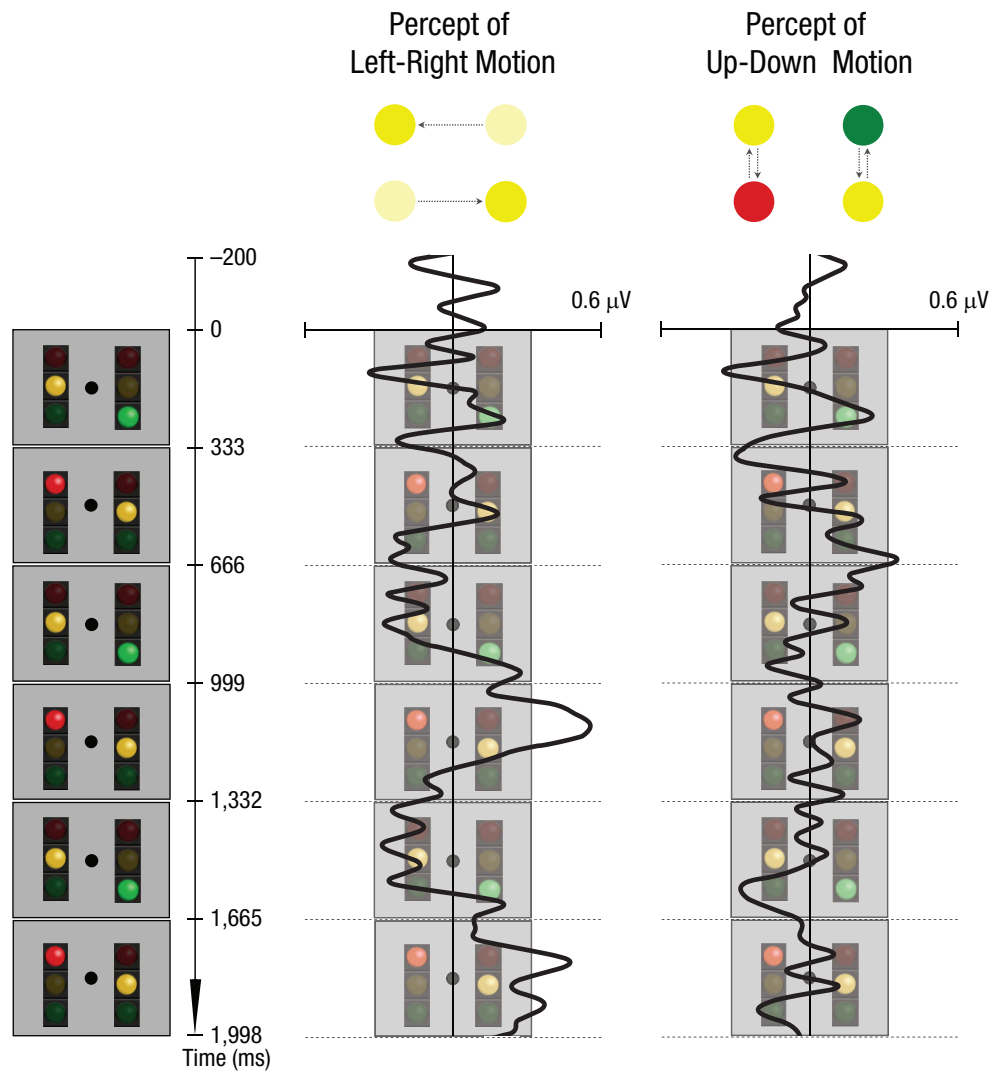 Percept of
Left-Right Motion
Percept of
Up-Down Motion
–200
0.6 μV
0.6 μV
0
333
666
999
1,332
1,665
1,998
Time (ms)